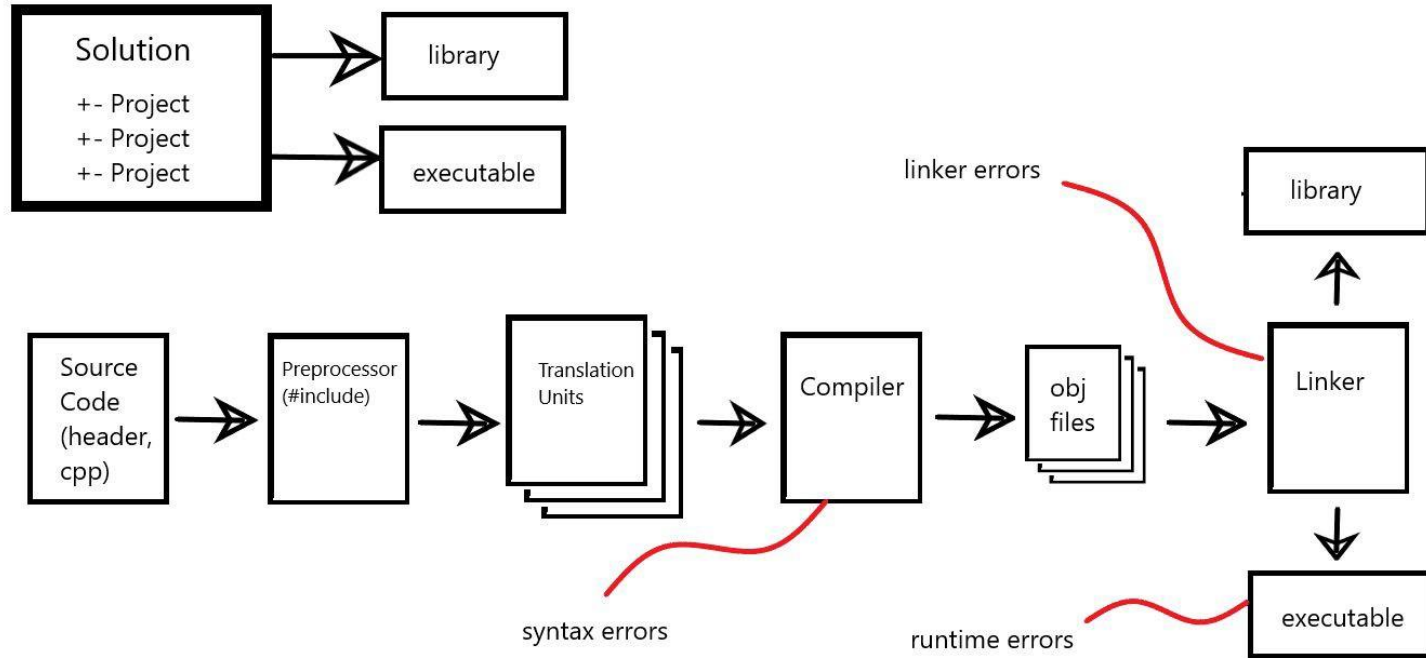 Solution
+- Project
+- Project
+- Project
library
executable
linker errors
library
Source
Code
(header,
cpp)
Preprocessor
(#include)
Translation
Units
Compiler
obj
files
Linker
syntax errors
runtime errors
executable